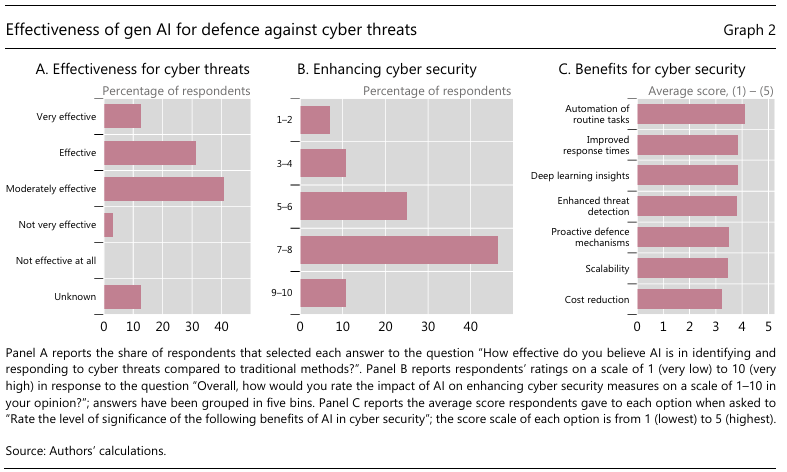 Effectiveness of gen AI for defence against cyber threats
Graph 2
A. Effectiveness for cyber threats
B. Enhancing cyber security
C. Benefits for cyber security
Percentage of respondents
Percentage of respondents
Average score, (1) – (5)
Very effective
Effective
Moderately effective
Not very effective
Not effective at all
Unknown
0 10 20 30 40
1–2
3–4
5–6
7–8
9–10
0 10 20 30 40
Automation of
routine tasks
Improved
response times
Deep learning insights
Enhanced threat
detection
Proactive defence
mechanisms
Scalability
Cost reduction
0 1 2 3 4 5
Panel A reports the share of respondents that selected each answer to the question “How effective do you believe AI is in identifying and
responding to cyber threats compared to traditional methods?”. Panel B reports respondents’ ratings on a scale of 1 (very low) to 10 (very
high) in response to the question “Overall, how would you rate the impact of AI on enhancing cyber security measures on a scale of 1–10 in
your opinion?”; answers have been grouped in five bins. Panel C reports the average score respondents gave to each option when asked to
“Rate the level of significance of the following benefits of AI in cyber security”; the score scale of each option is from 1 (lowest) to 5 (highest).
Source: Authors’ calculations.